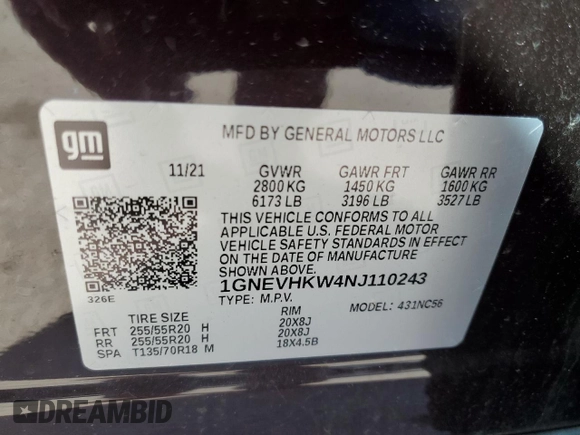 gm
MFD BY GENERAL MOTORS LLC
11/21 GVWR GAWR FRT GAWR RR
2800 KG 1450 KG 1600 KG
6173 LB 3196 LB 3527 LB
THIS VEHICLE CONFORMS TO ALL
APPLICABLE U.S. FEDERAL MOTOR
VEHICLE SAFETY STANDARDS IN EFFECT
ON THE DATE OF MANUFACTURE
SHOWN ABOVE.
326E
1GNEVHKW4NJ110243
TYPE: M.P.V. MODEL: 431NC56
TIRE SIZE RIM
FRT 255/55R20 H 20X8J
RR 255/55R20 H 20X8J
SPA T135/70R18 M 18X4.5B
DREAMBID